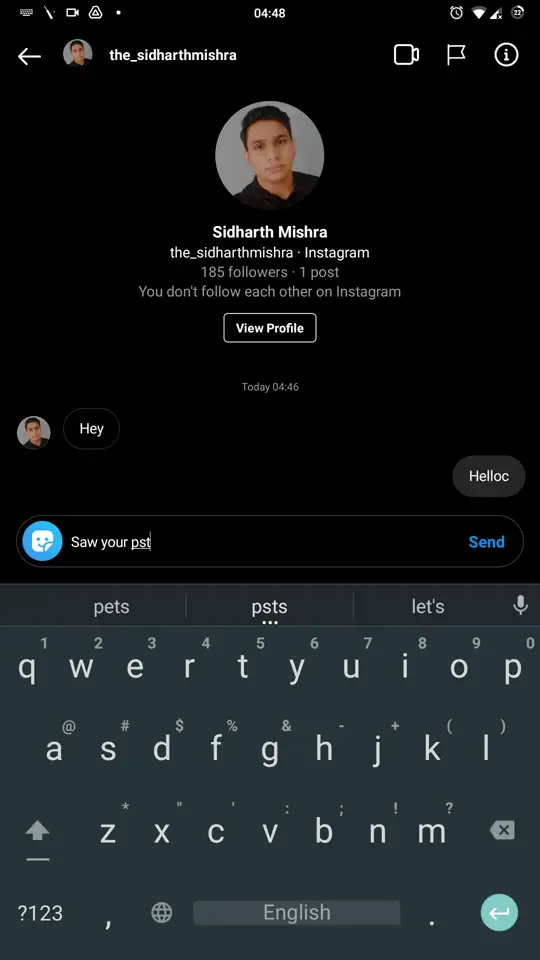 04:48
22
the_sidharthmishra
Sidharth Mishra
the_sidharthmishra · Instagram
185 followers · 1 post
You don't follow each other on Instagram
View Profile
Today 04:46
Hey
Helloc
Saw your pst Send
pets psts let's
1 2 3 4 5 6 7 8 9 0
q w e r t y u i o p
@ # $ % & - + ( )
a s d f g h j k l
* " ' : ; ! ?
z x c v b n m
?123 , English .